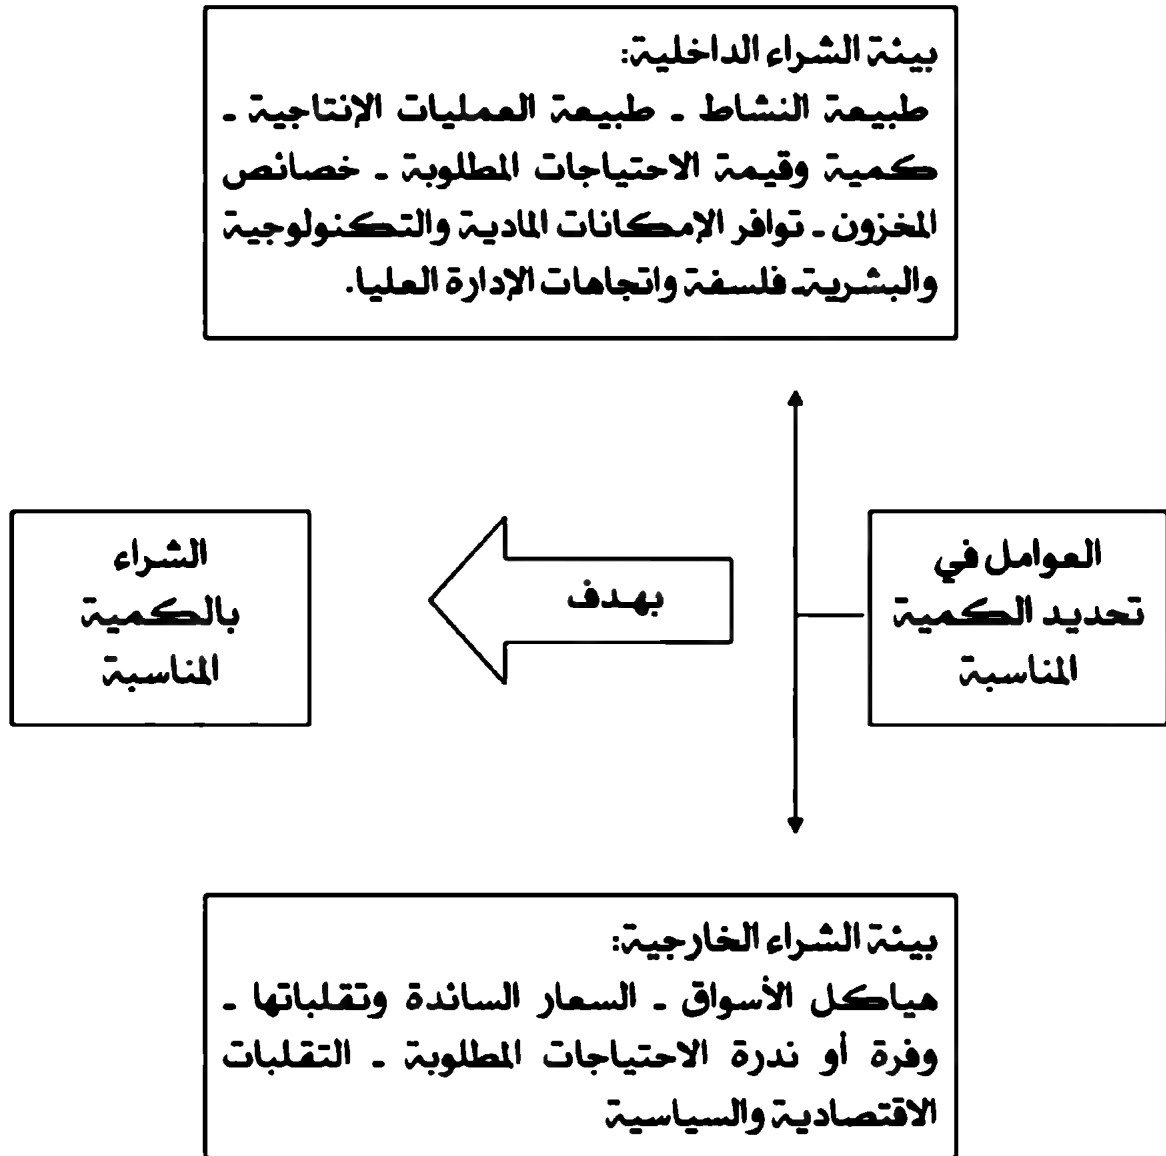 بيئة الشراء الداخلية:
طبيعة النشاط ـ طبيعة العمليات الإنتاجية ـ
كمية وقيمة الاحتياجات المطلوبة ـ خصائص
المخزون ـ توافر الإمكانات المادية والتكنولوجية
والبشرية ـ فلسفة واتجاهات الإدارة العليا.
العوامل في
تحديد الكمية
المناسبة
بهدف
الشراء
بالكمية
المناسبة
بيئة الشراء الخارجية:
هياكل الأسواق ـ السعار السائدة وتقلباتها ـ
وفرة أو ندرة الاحتياجات المطلوبة ـ التقلبات
الاقتصادية والسياسية